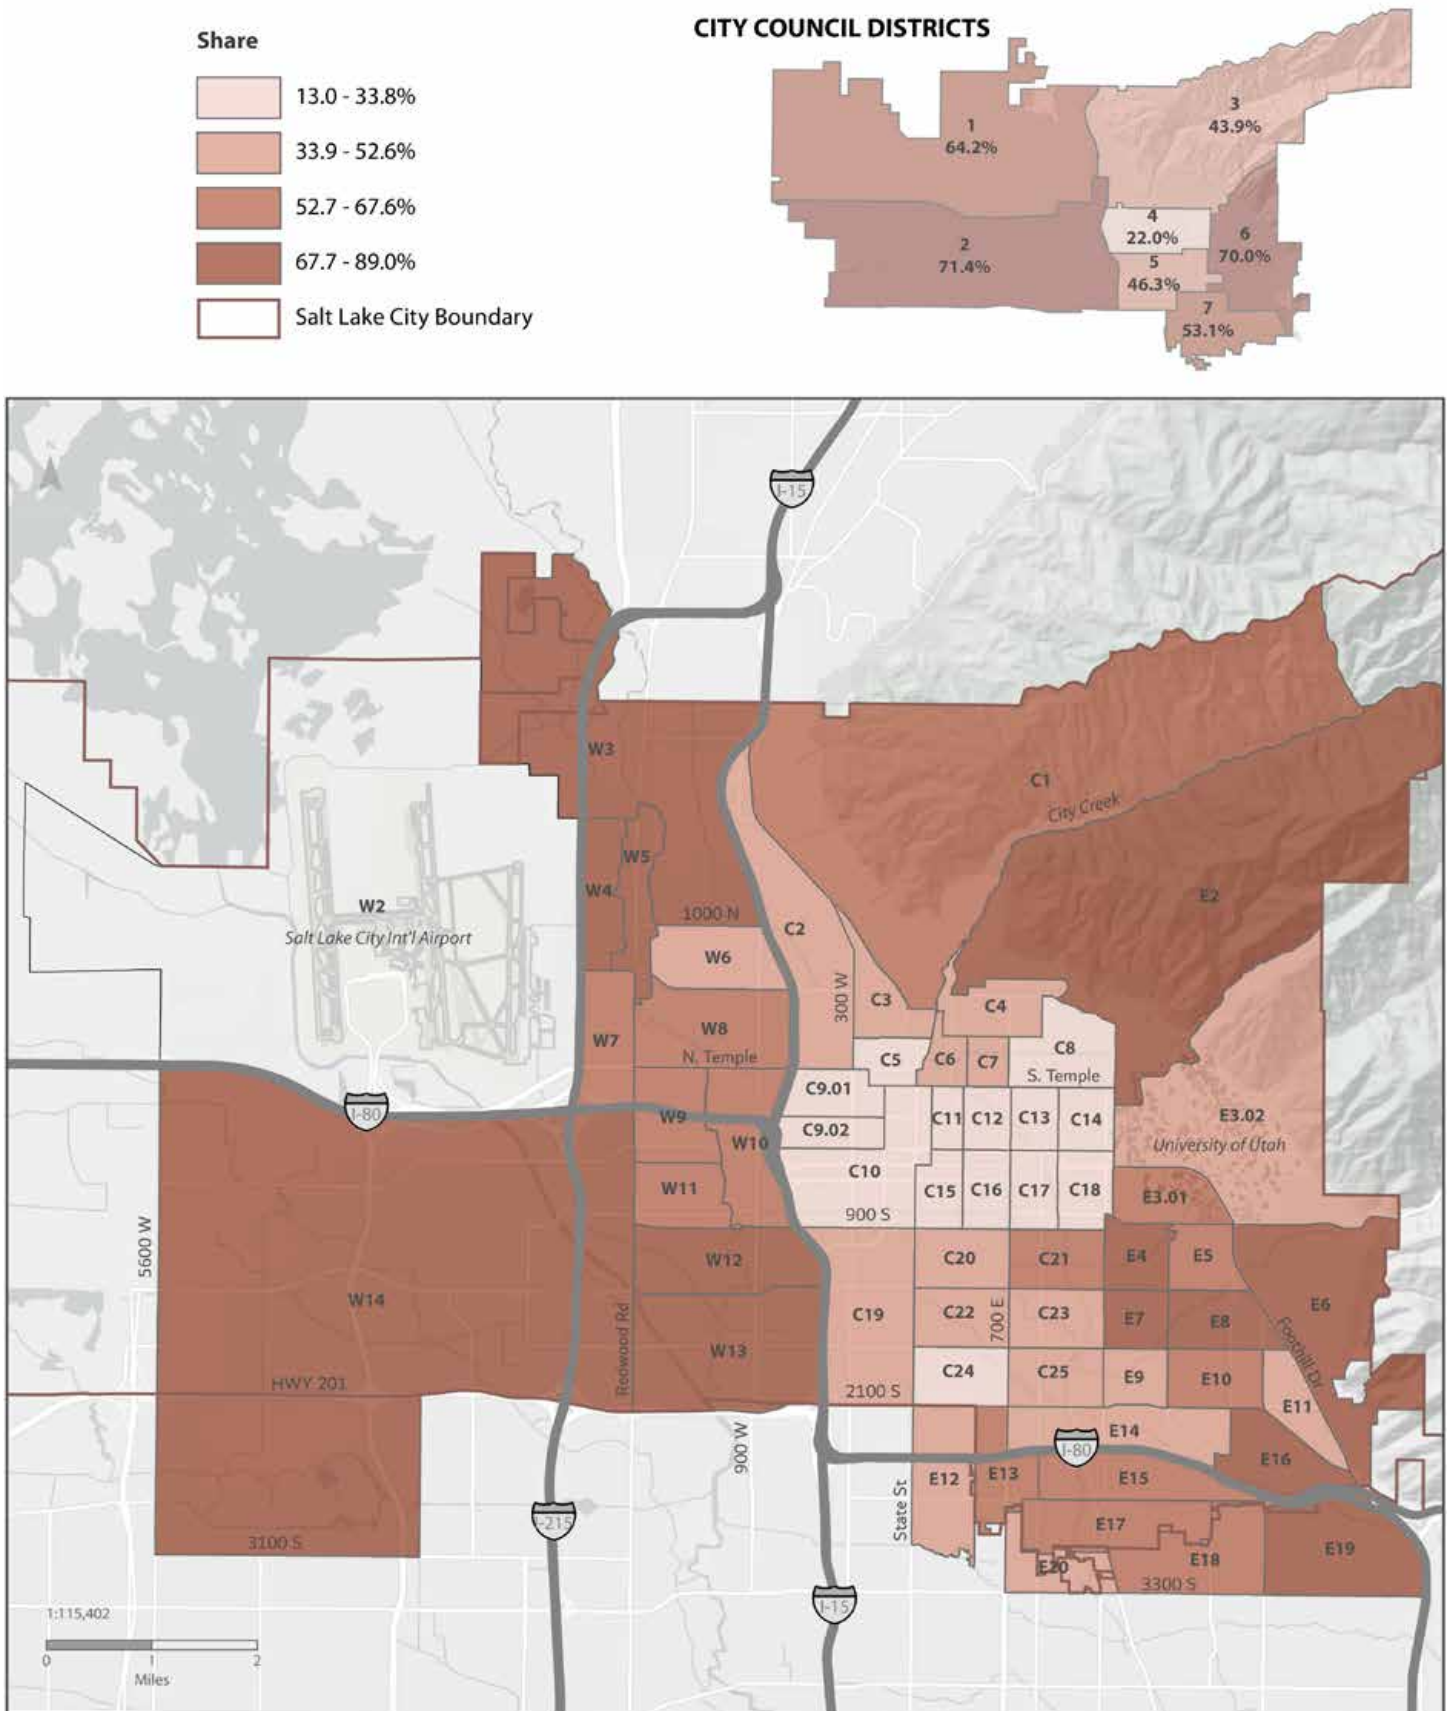 CITY COUNCIL DISTRICTS
Share
13.0 - 33.8%
33.9 - 52.6%
52.7 - 67.6%
67.7 - 89.0%
Salt Lake City Boundary
1
64.2%
2
71.4%
3
43.9%
4
22.0%
5
46.3%
6
70.0%
7
53.1%
I-15
W3
C1
City Creek
W5
W4
E2
W2
Salt Lake City Int'l Airport
1000 N
C2
W6
300 W
C3
C4
W7
W8
N. Temple
C5
C6
C7
C8
S. Temple
C9.01
I-80
W9
W10
C9.02
C11
C12
C13
C14
E3.02
University of Utah
C10
W11
C15
C16
C17
C18
E3.01
900 S
5600 W
W12
C20
C21
E4
E5
W14
C19
C22
700 E
C23
E7
E8
E6
Foothill Dr
Redwood Rd
W13
HWY 201
2100 S
C24
C25
E9
E10
E11
900 W
E14
I-80
State St
E12
E13
E15
E16
I-215
E17
3100 S
E20
E18
E19
3300 S
I-15
1:115,402
0
1
2
Miles